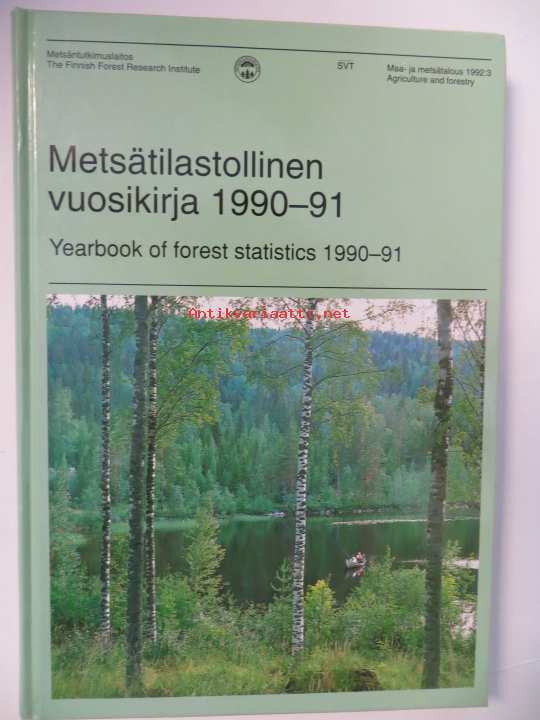 Metsäntutkimuslaitos
The Finnish Forest Research Institute
SVT
Maa- ja metsätalous 1992:3
Agriculture and forestry
Metsätilastollinen
vuosikirja 1990–91
Yearbook of forest statistics 1990–91
Antikvariaatti.net